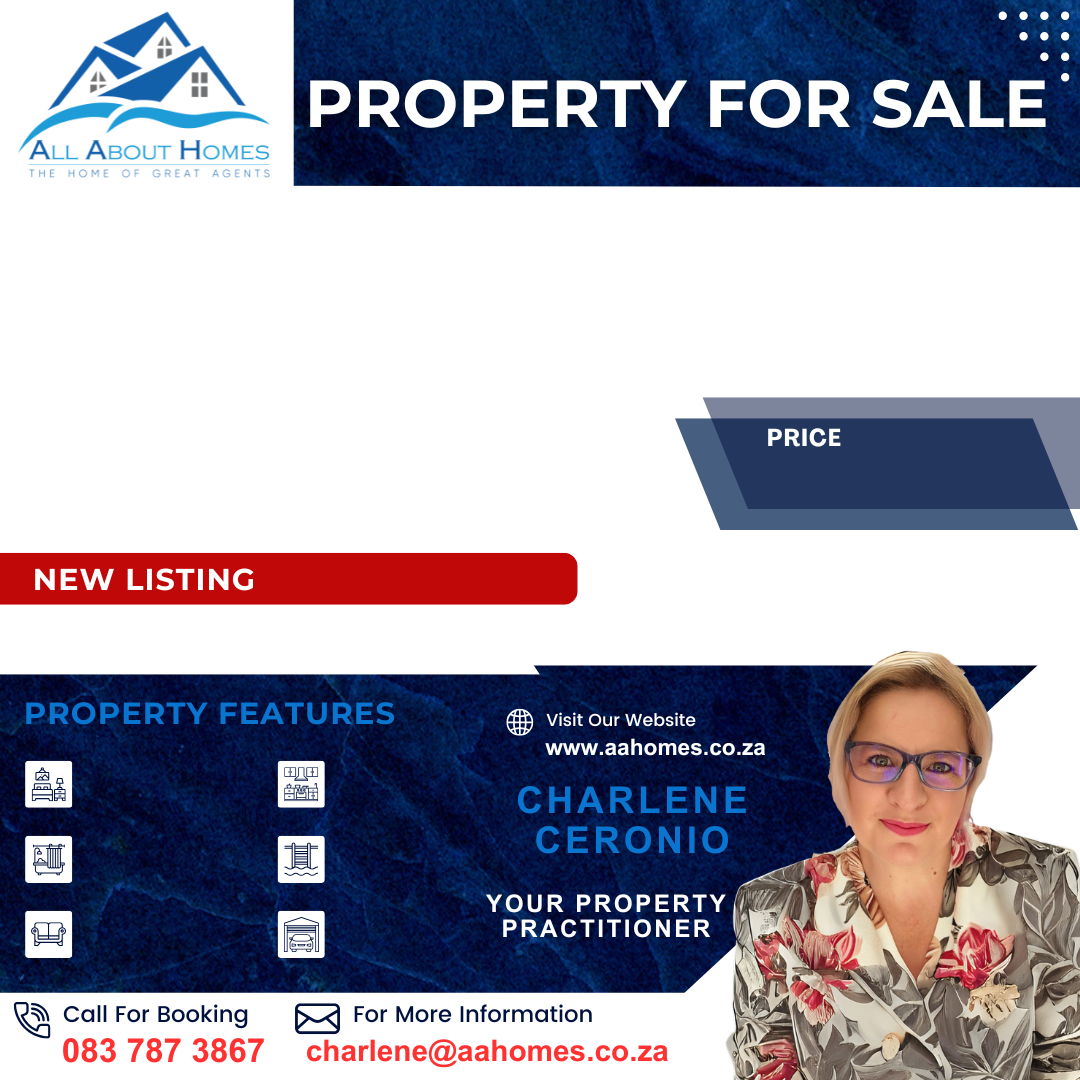 ALL ABOUT HOMES
THE HOME OF GREAT AGENTS
PROPERTY FOR SALE
PRICE
NEW LISTING
PROPERTY FEATURES
Visit Our Website
www.aahomes.co.za
CHARLENE
CERONIO
YOUR PROPERTY
PRACTITIONER
Call For Booking
083 787 3867
For More Information
charlene@aahomes.co.za